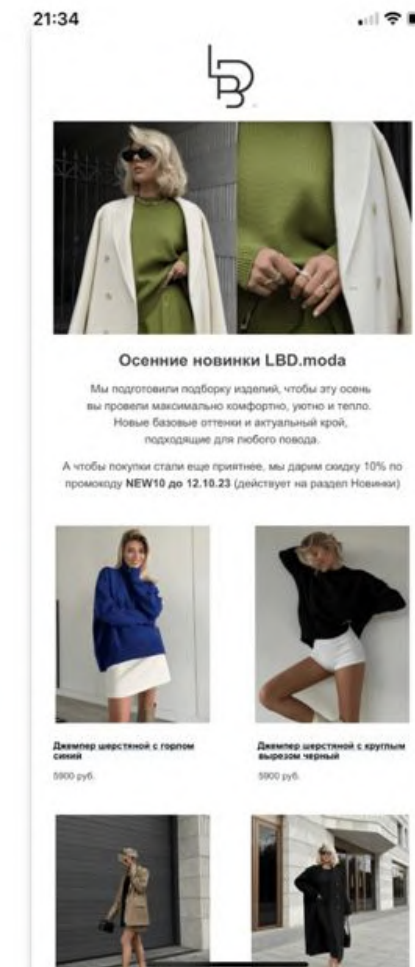 21:34
LB
Осенние новинки LBD.moda
Мы подготовили подборку изделий, чтобы эту осень
вы провели максимально комфортно, уютно и тепло.
Новые базовые оттенки и актуальный крой,
подходящие для любого повода.
А чтобы покупки стали еще приятнее, мы дарим скидку 10% по
промокоду NEW10 до 12.10.23 (действует на раздел Новинки)
Джемпер шерстяной с горлом
синий
5900 руб.
Джемпер шерстяной с круглым
вырезом черный
5900 руб.